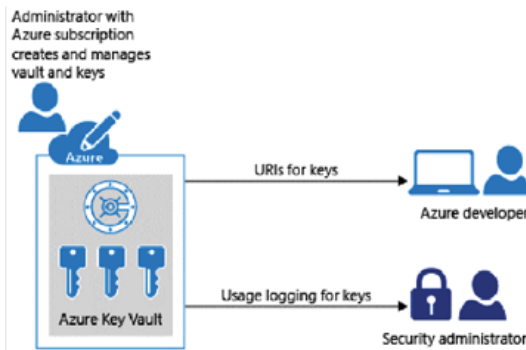 Administrator with
Azure subscription
creates and manages
vault and keys
Azure
URIs for keys
Azure developer
Azure Key Vault
Usage logging for keys
Security administrator